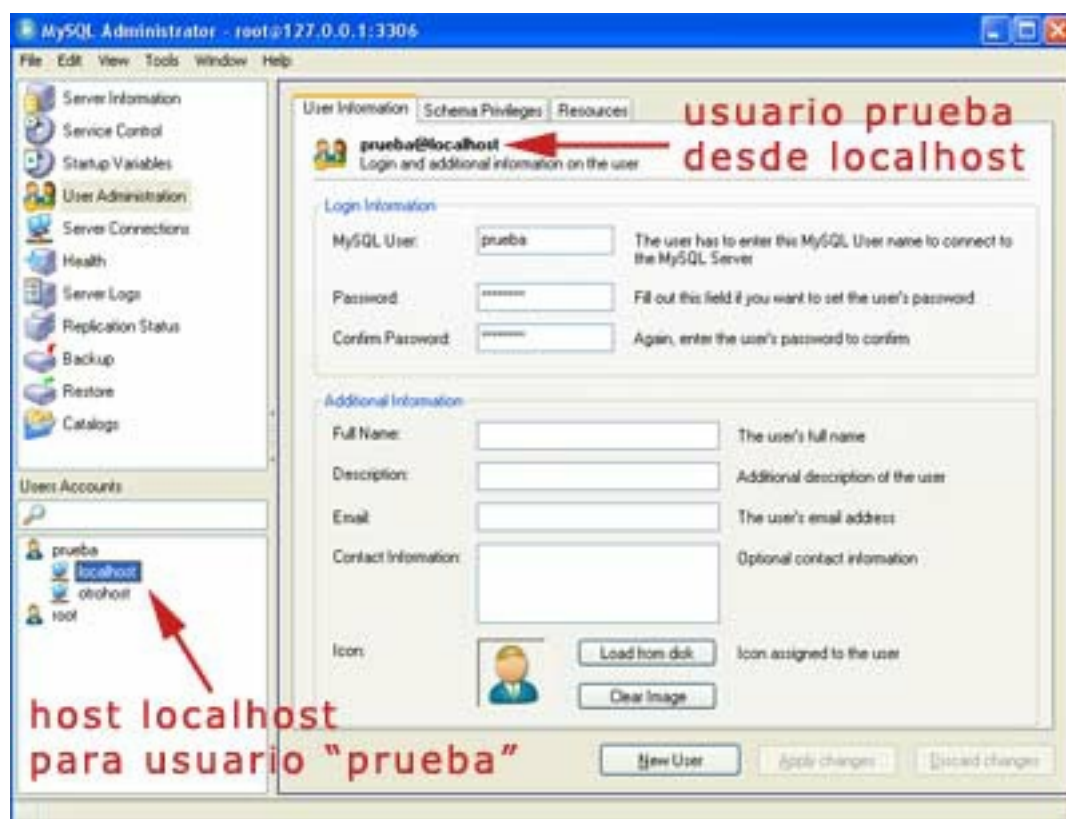 MySQL Administrator - root@127.0.0.1:3306
File Edit View Tools Window Help
Server Information
Service Control
Startup Variables
User Administration
Server Connections
Health
Server Logs
Replication Status
Backup
Restore
Catalogs
Users Accounts
prueba
localhost
otrohost
root
User Information Schema Privileges Resources
prueba@localhost
Login and additional information on the user
usuario prueba
desde localhost
Login Information
MySQL User: prueba The user has to enter this MySQL User name to connect to
the MySQL Server
Password: ******** Fill out this field if you want to set the user's password
Confirm Password: ******** Again, enter the user's password to confirm
Additional Information
Full Name: The user's full name
Description: Additional description of the user
Email: The user's email address
Contact Information: Optional contact information
Icon: Load from disk Icon assigned to the user
Clear Image
host localhost
para usuario "prueba"
New User Apply changes Discard changes